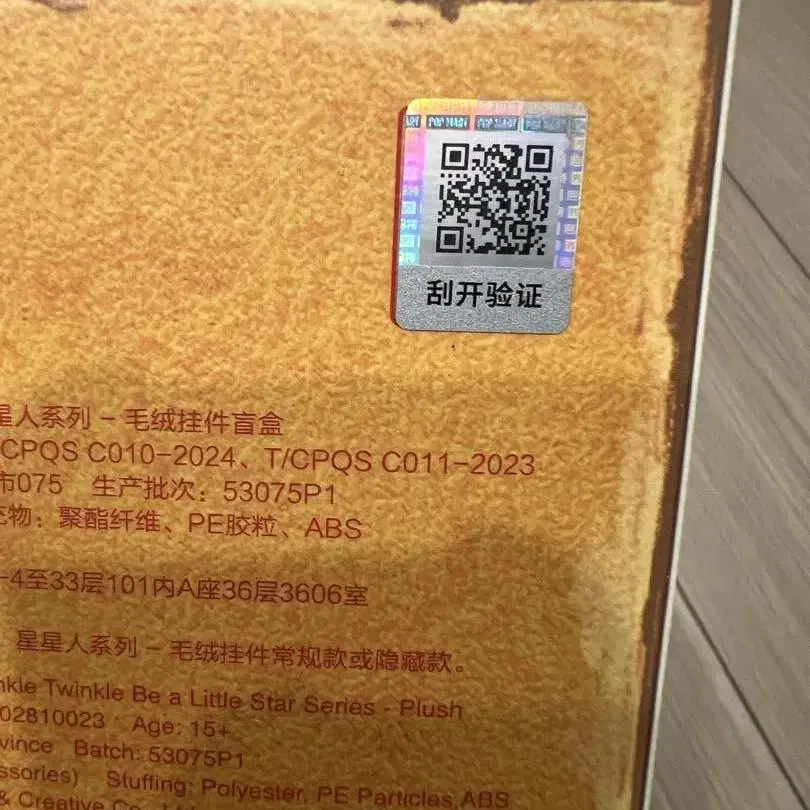 POP MART POP MART
刮开验证
星人系列 – 毛绒挂件盲盒
CPQS C010–2024、T/CPQS C011–2023
市075 生产批次：53075P1
充物：聚酯纤维、PE胶粒、ABS
-4至33层101内A座36层3606室
星星人系列 – 毛绒挂件常规款或隐藏款。
nkle Twinkle Be a Little Star Series - Plush
02810023 Age: 15+
vince Batch: 53075P1
ssories) Stuffing: Polyester, PE Particles, ABS
& Creative Co., Ltd.